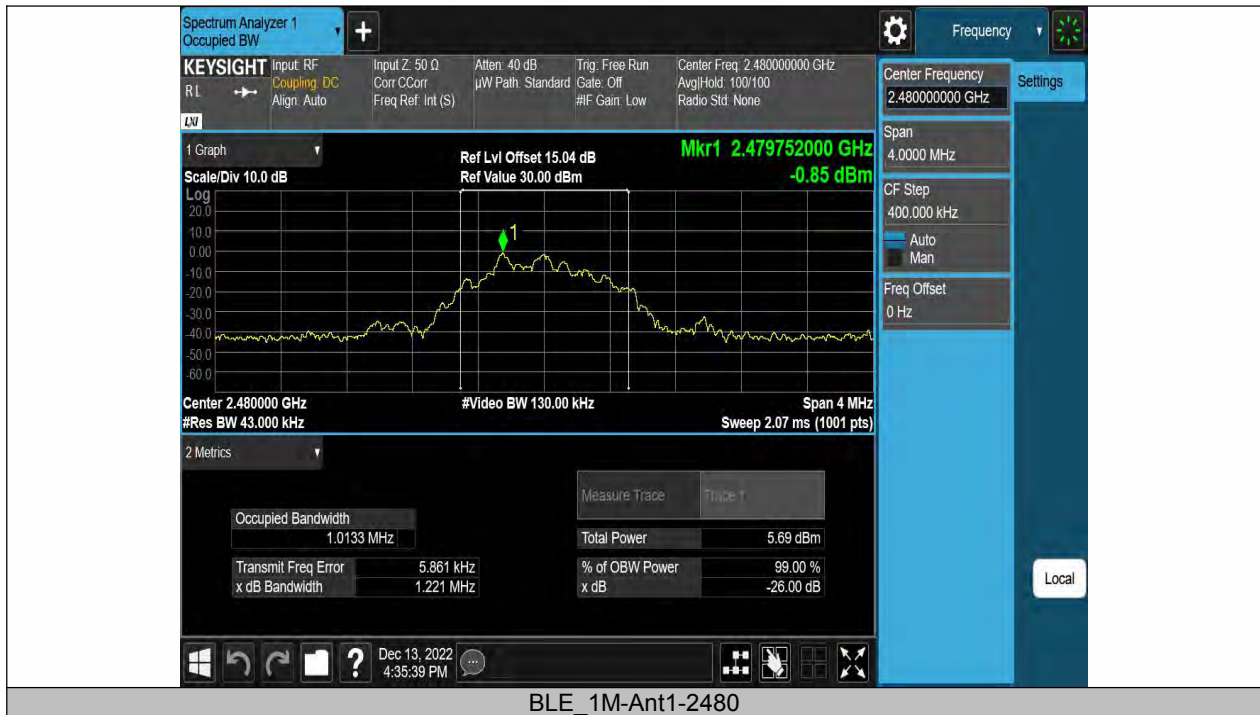 Spectrum Analyzer 1
Occupied BW
+
Frequency
KEYSIGHT
RL
LXI
Input: RF
Coupling: DC
Align: Auto
Input Z: 50 Ω
Corr CCorr
Freq Ref: Int (S)
Atten: 40 dB
µW Path: Standard
Trig: Free Run
Gate: Off
#IF Gain: Low
Center Freq: 2.480000000 GHz
Avg|Hold: 100/100
Radio Std: None
Center Frequency
2.480000000 GHz
Settings
Span
4.0000 MHz
CF Step
400.000 kHz
Auto
Man
Freq Offset
0 Hz
Local
1 Graph
Scale/Div 10.0 dB
Ref Lvl Offset 15.04 dB
Ref Value 30.00 dBm
Mkr1 2.479752000 GHz
-0.85 dBm
Log
20.0
10.0
0.00
-10.0
-20.0
-30.0
-40.0
-50.0
-60.0
1
Center 2.480000 GHz
#Res BW 43.000 kHz
#Video BW 130.00 kHz
Span 4 MHz
Sweep 2.07 ms (1001 pts)
2 Metrics
Measure Trace Trace 1
Occupied Bandwidth
1.0133 MHz
Total Power 5.69 dBm
Transmit Freq Error 5.861 kHz
% of OBW Power 99.00 %
x dB Bandwidth 1.221 MHz
x dB -26.00 dB
?
Dec 13, 2022
4:35:39 PM
BLE_1M-Ant1-2480